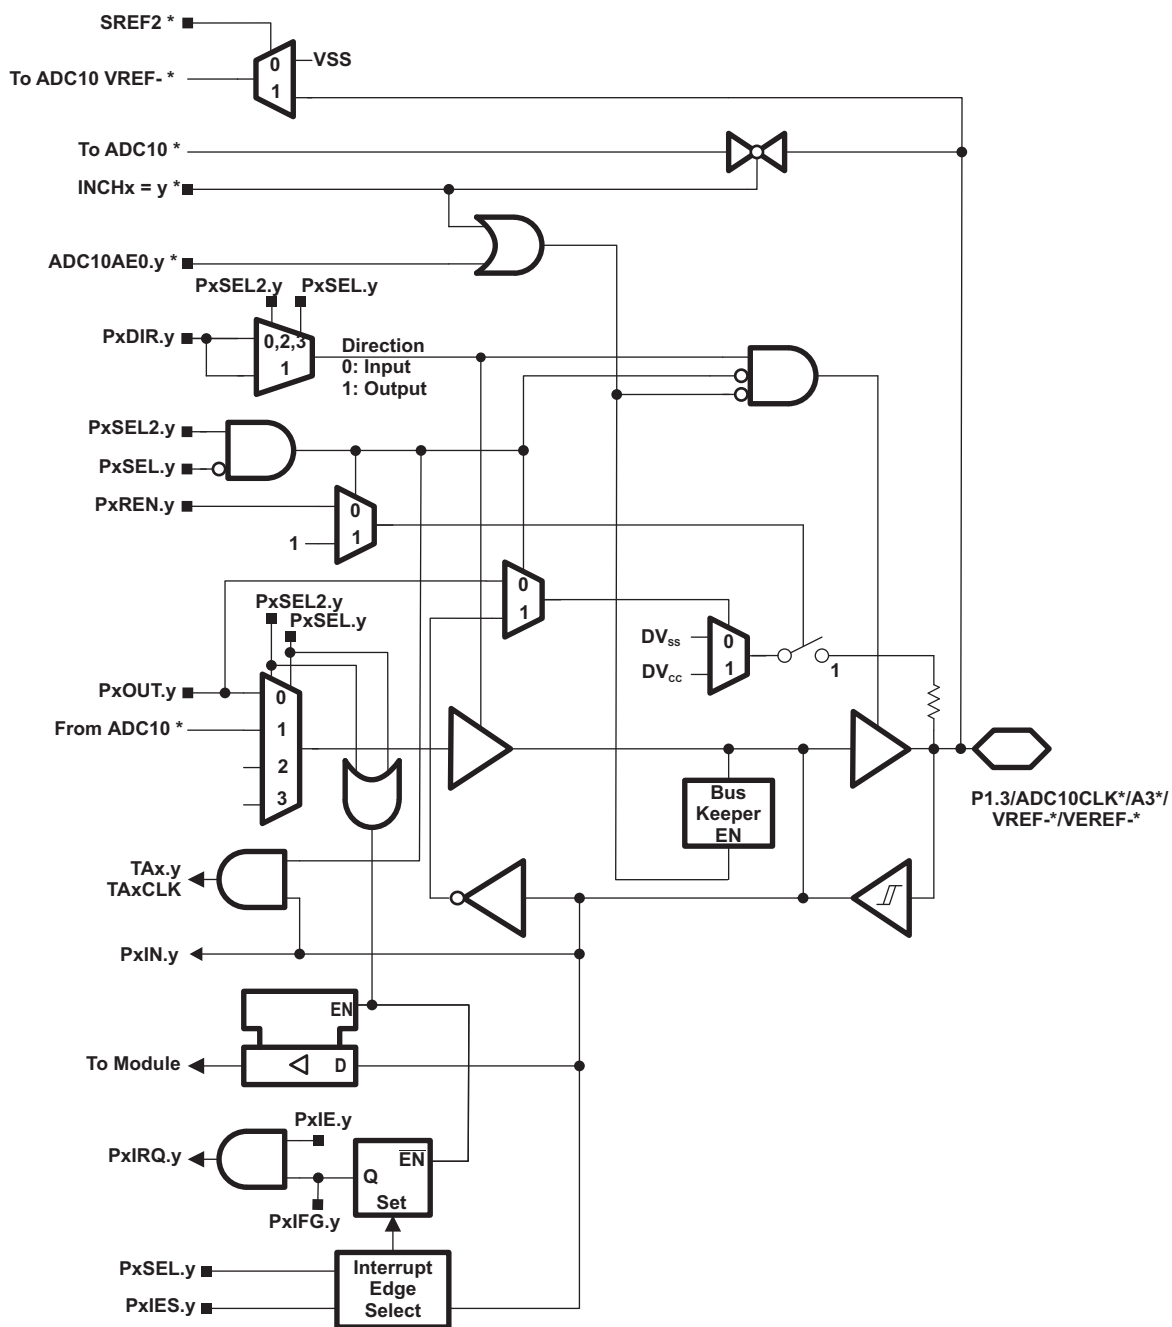 SREF2 *
VSS
0
To ADC10 VREF- *
1
To ADC10 *
INCHx = y *
ADC10AE0.y *
PxSEL2.y PxSEL.y
PxDIR.y
0,2,3
1
Direction
0: Input
1: Output
PxSEL2.y
PxSEL.y
PxREN.y
0
1
1
0
1
PxSEL2.y
PxSEL.y
DVSS
0
DVCC
1
1
PxOUT.y
0
From ADC10 *
1
2
3
Bus
Keeper
EN
P1.3/ADC10CLK*/A3*/
VREF-*/VEREF-*
TAx.y
TAxCLK
PxIN.y
EN
To Module
D
PxIE.y
PxIRQ.y
EN
Q
Set
PxIFG.y
PxSEL.y
PxIES.y
Interrupt
Edge
Select